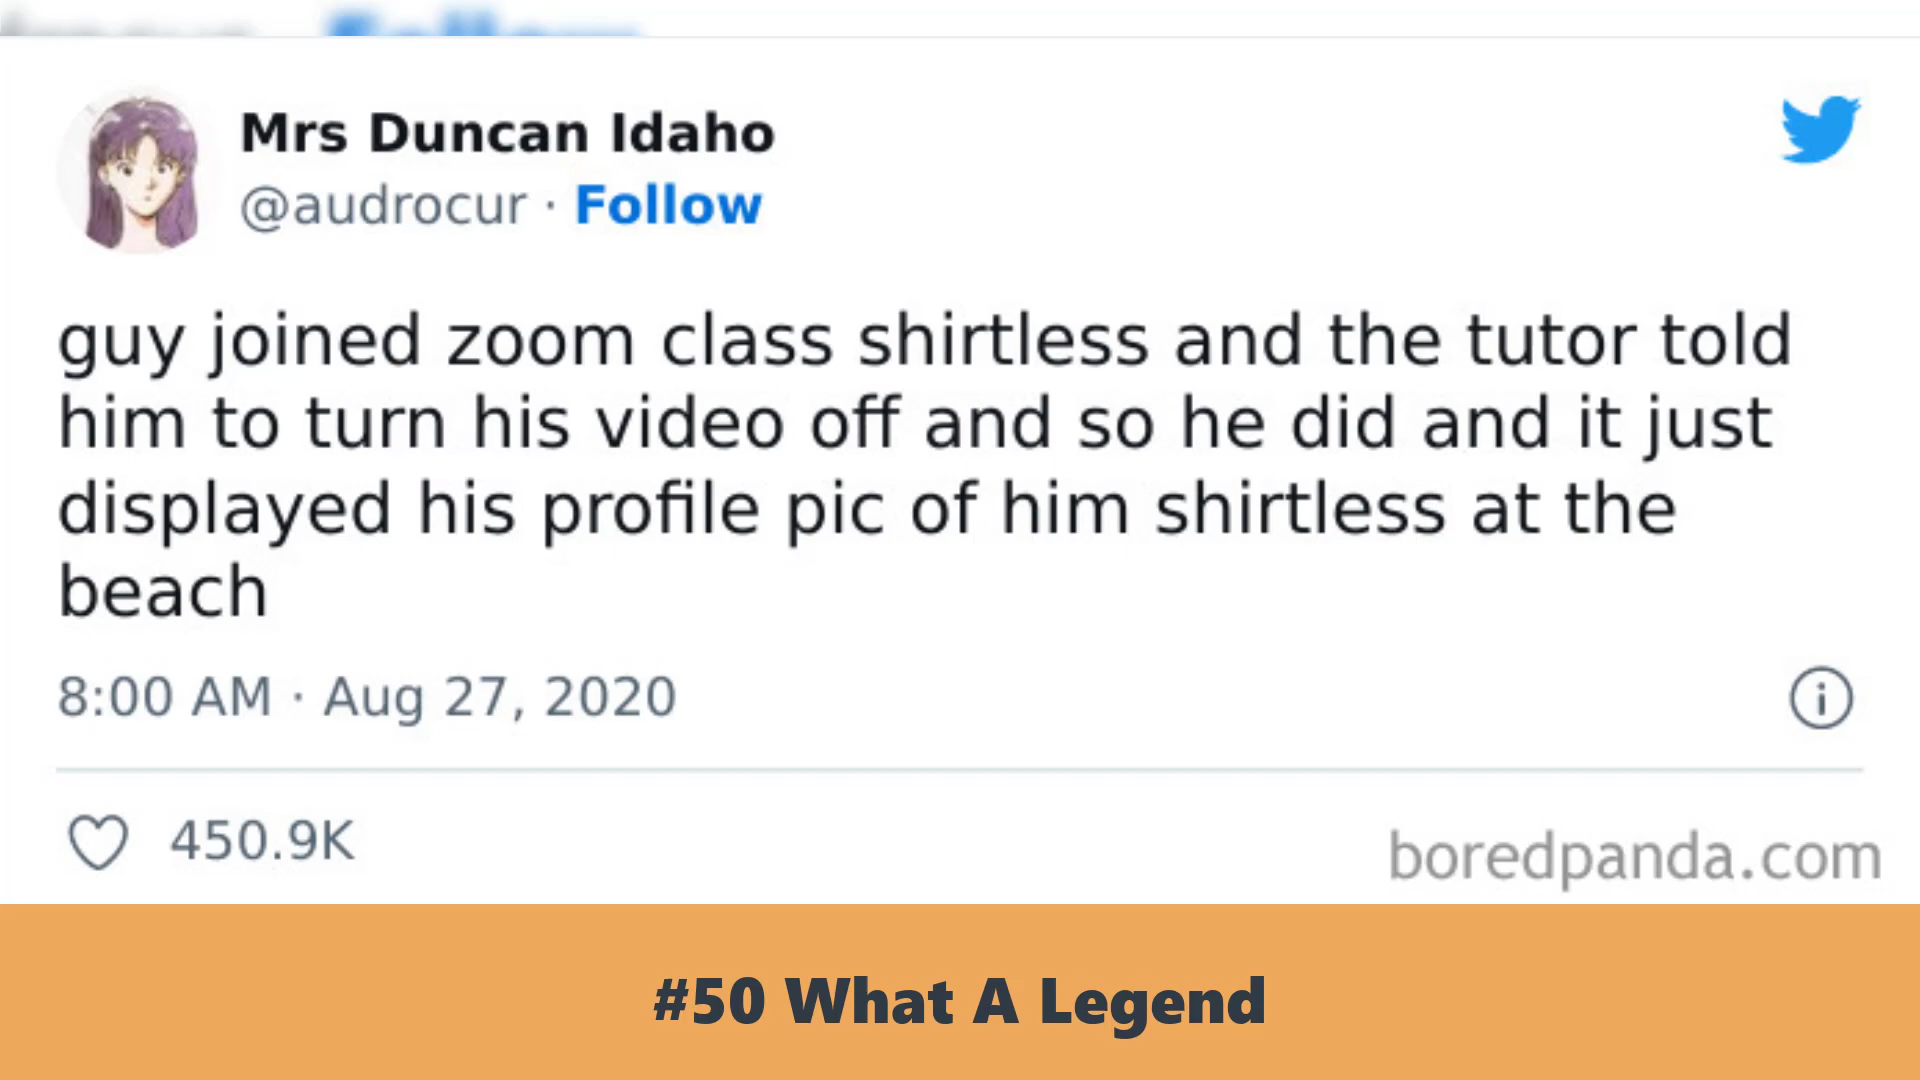 Mrs Duncan Idaho
@audrocur · Follow
guy joined zoom class shirtless and the tutor told
him to turn his video off and so he did and it just
displayed his profile pic of him shirtless at the
beach
8:00 AM · Aug 27, 2020
450.9K
boredpanda.com
#50 What A Legend